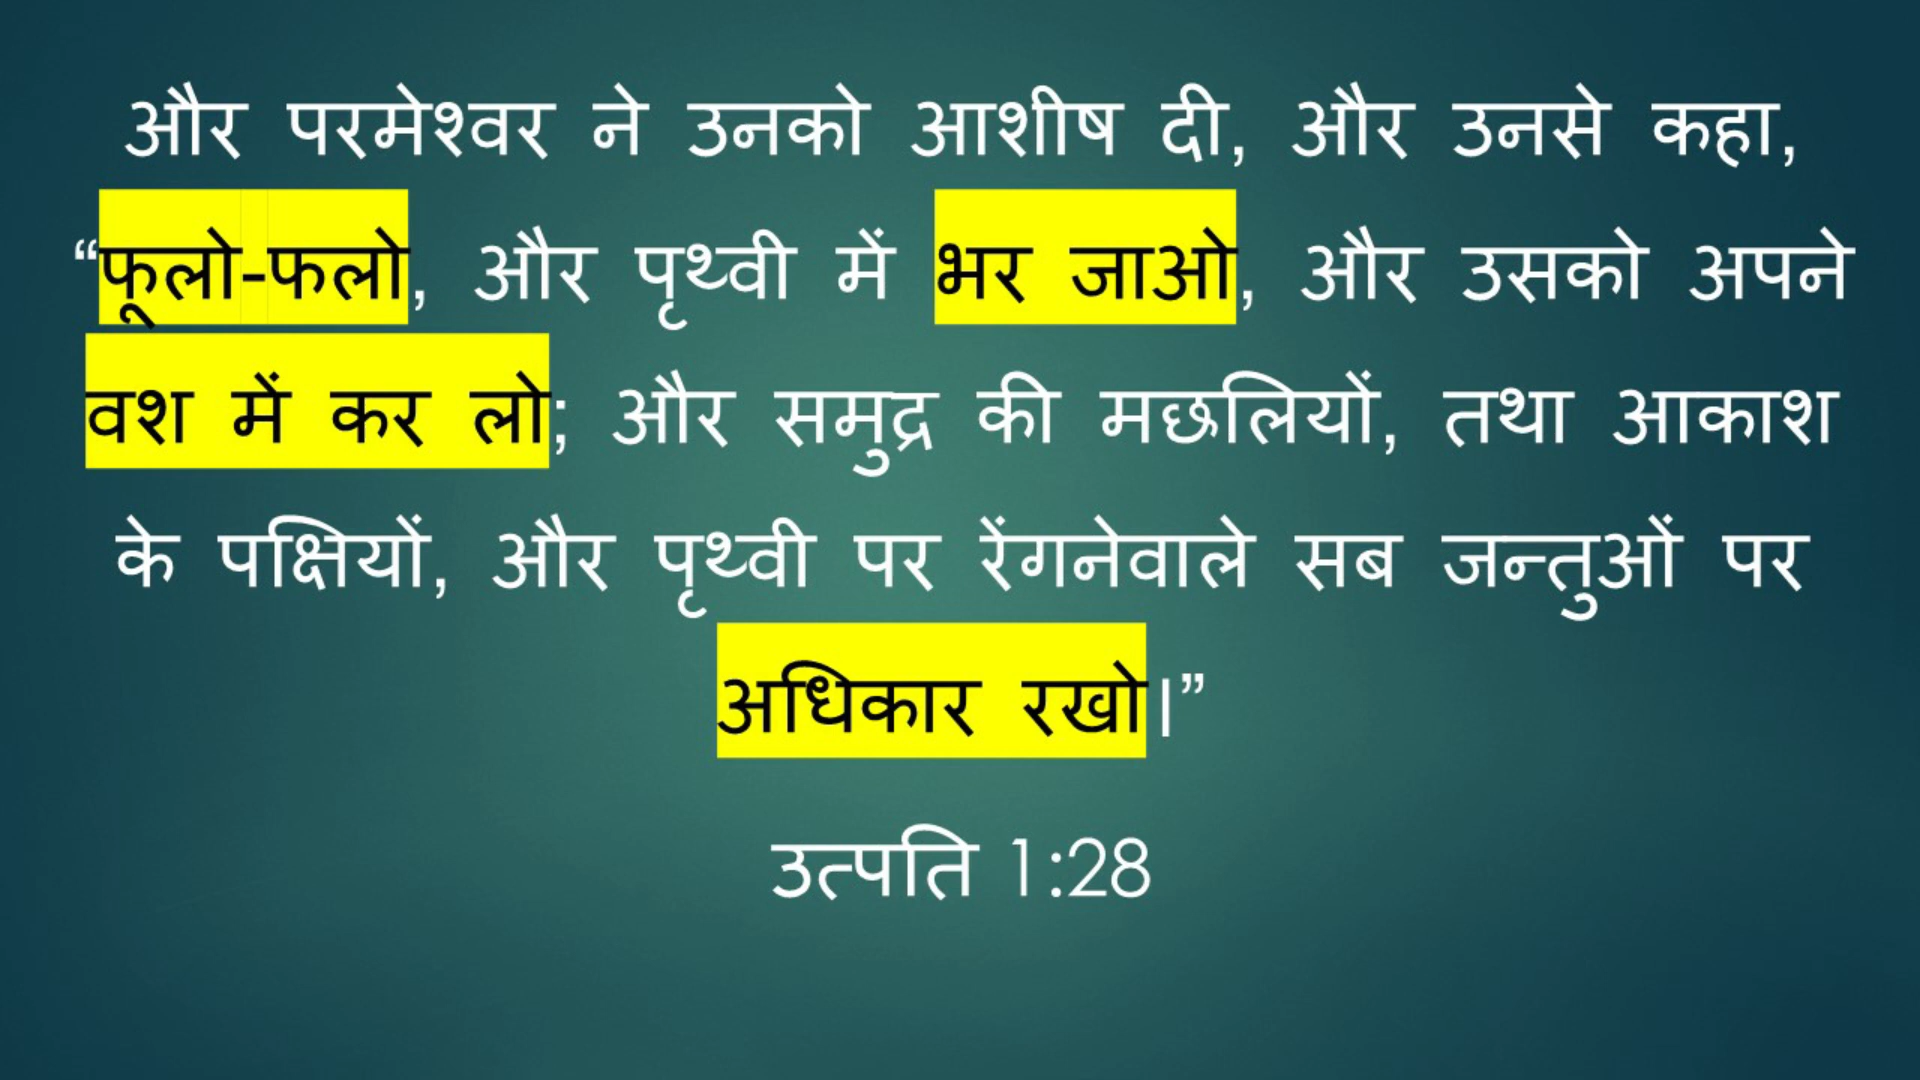 और परमेश्वर ने उनको आशीष दी, और उनसे कहा,
“फूलो-फलो, और पृथ्वी में भर जाओ, और उसको अपने
वश में कर लो; और समुद्र की मछलियों, तथा आकाश
के पक्षियों, और पृथ्वी पर रेंगनेवाले सब जन्तुओं पर
अधिकार रखो।”
उत्पति 1:28